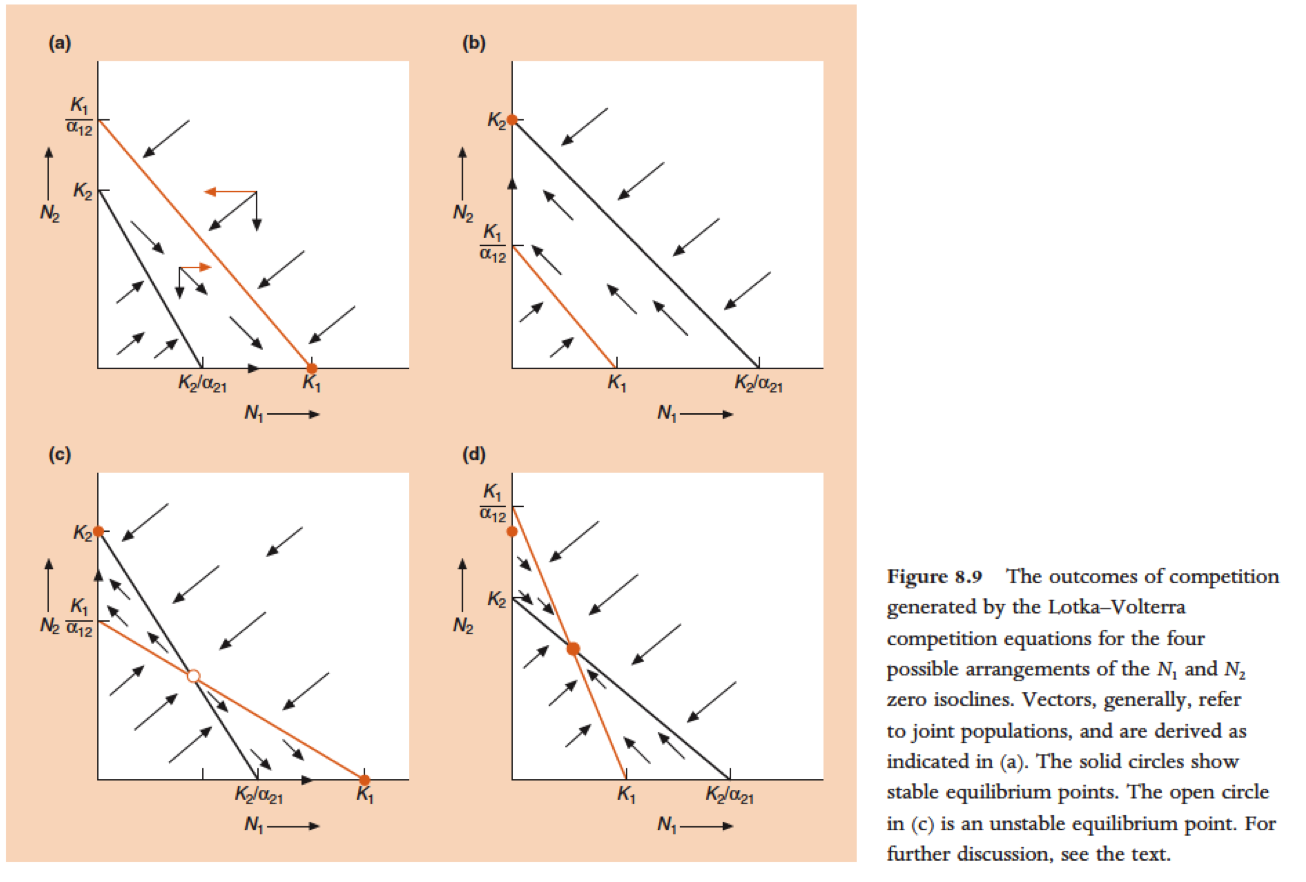 (a)
K₁
α₁₂
K₂
N₂
K₂/α₂₁
K₁
N₁
(b)
K₂
N₂
K₁
α₁₂
K₁
K₂/α₂₁
N₁
(c)
K₂
K₁
N₂ α₁₂
K₂/α₂₁
K₁
N₁
(d)
K₁
α₁₂
K₂
N₂
K₁
K₂/α₂₁
N₁
Figure 8.9 The outcomes of competition
generated by the Lotka–Volterra
competition equations for the four
possible arrangements of the N₁ and N₂
zero isoclines. Vectors, generally, refer
to joint populations, and are derived as
indicated in (a). The solid circles show
stable equilibrium points. The open circle
in (c) is an unstable equilibrium point. For
further discussion, see the text.